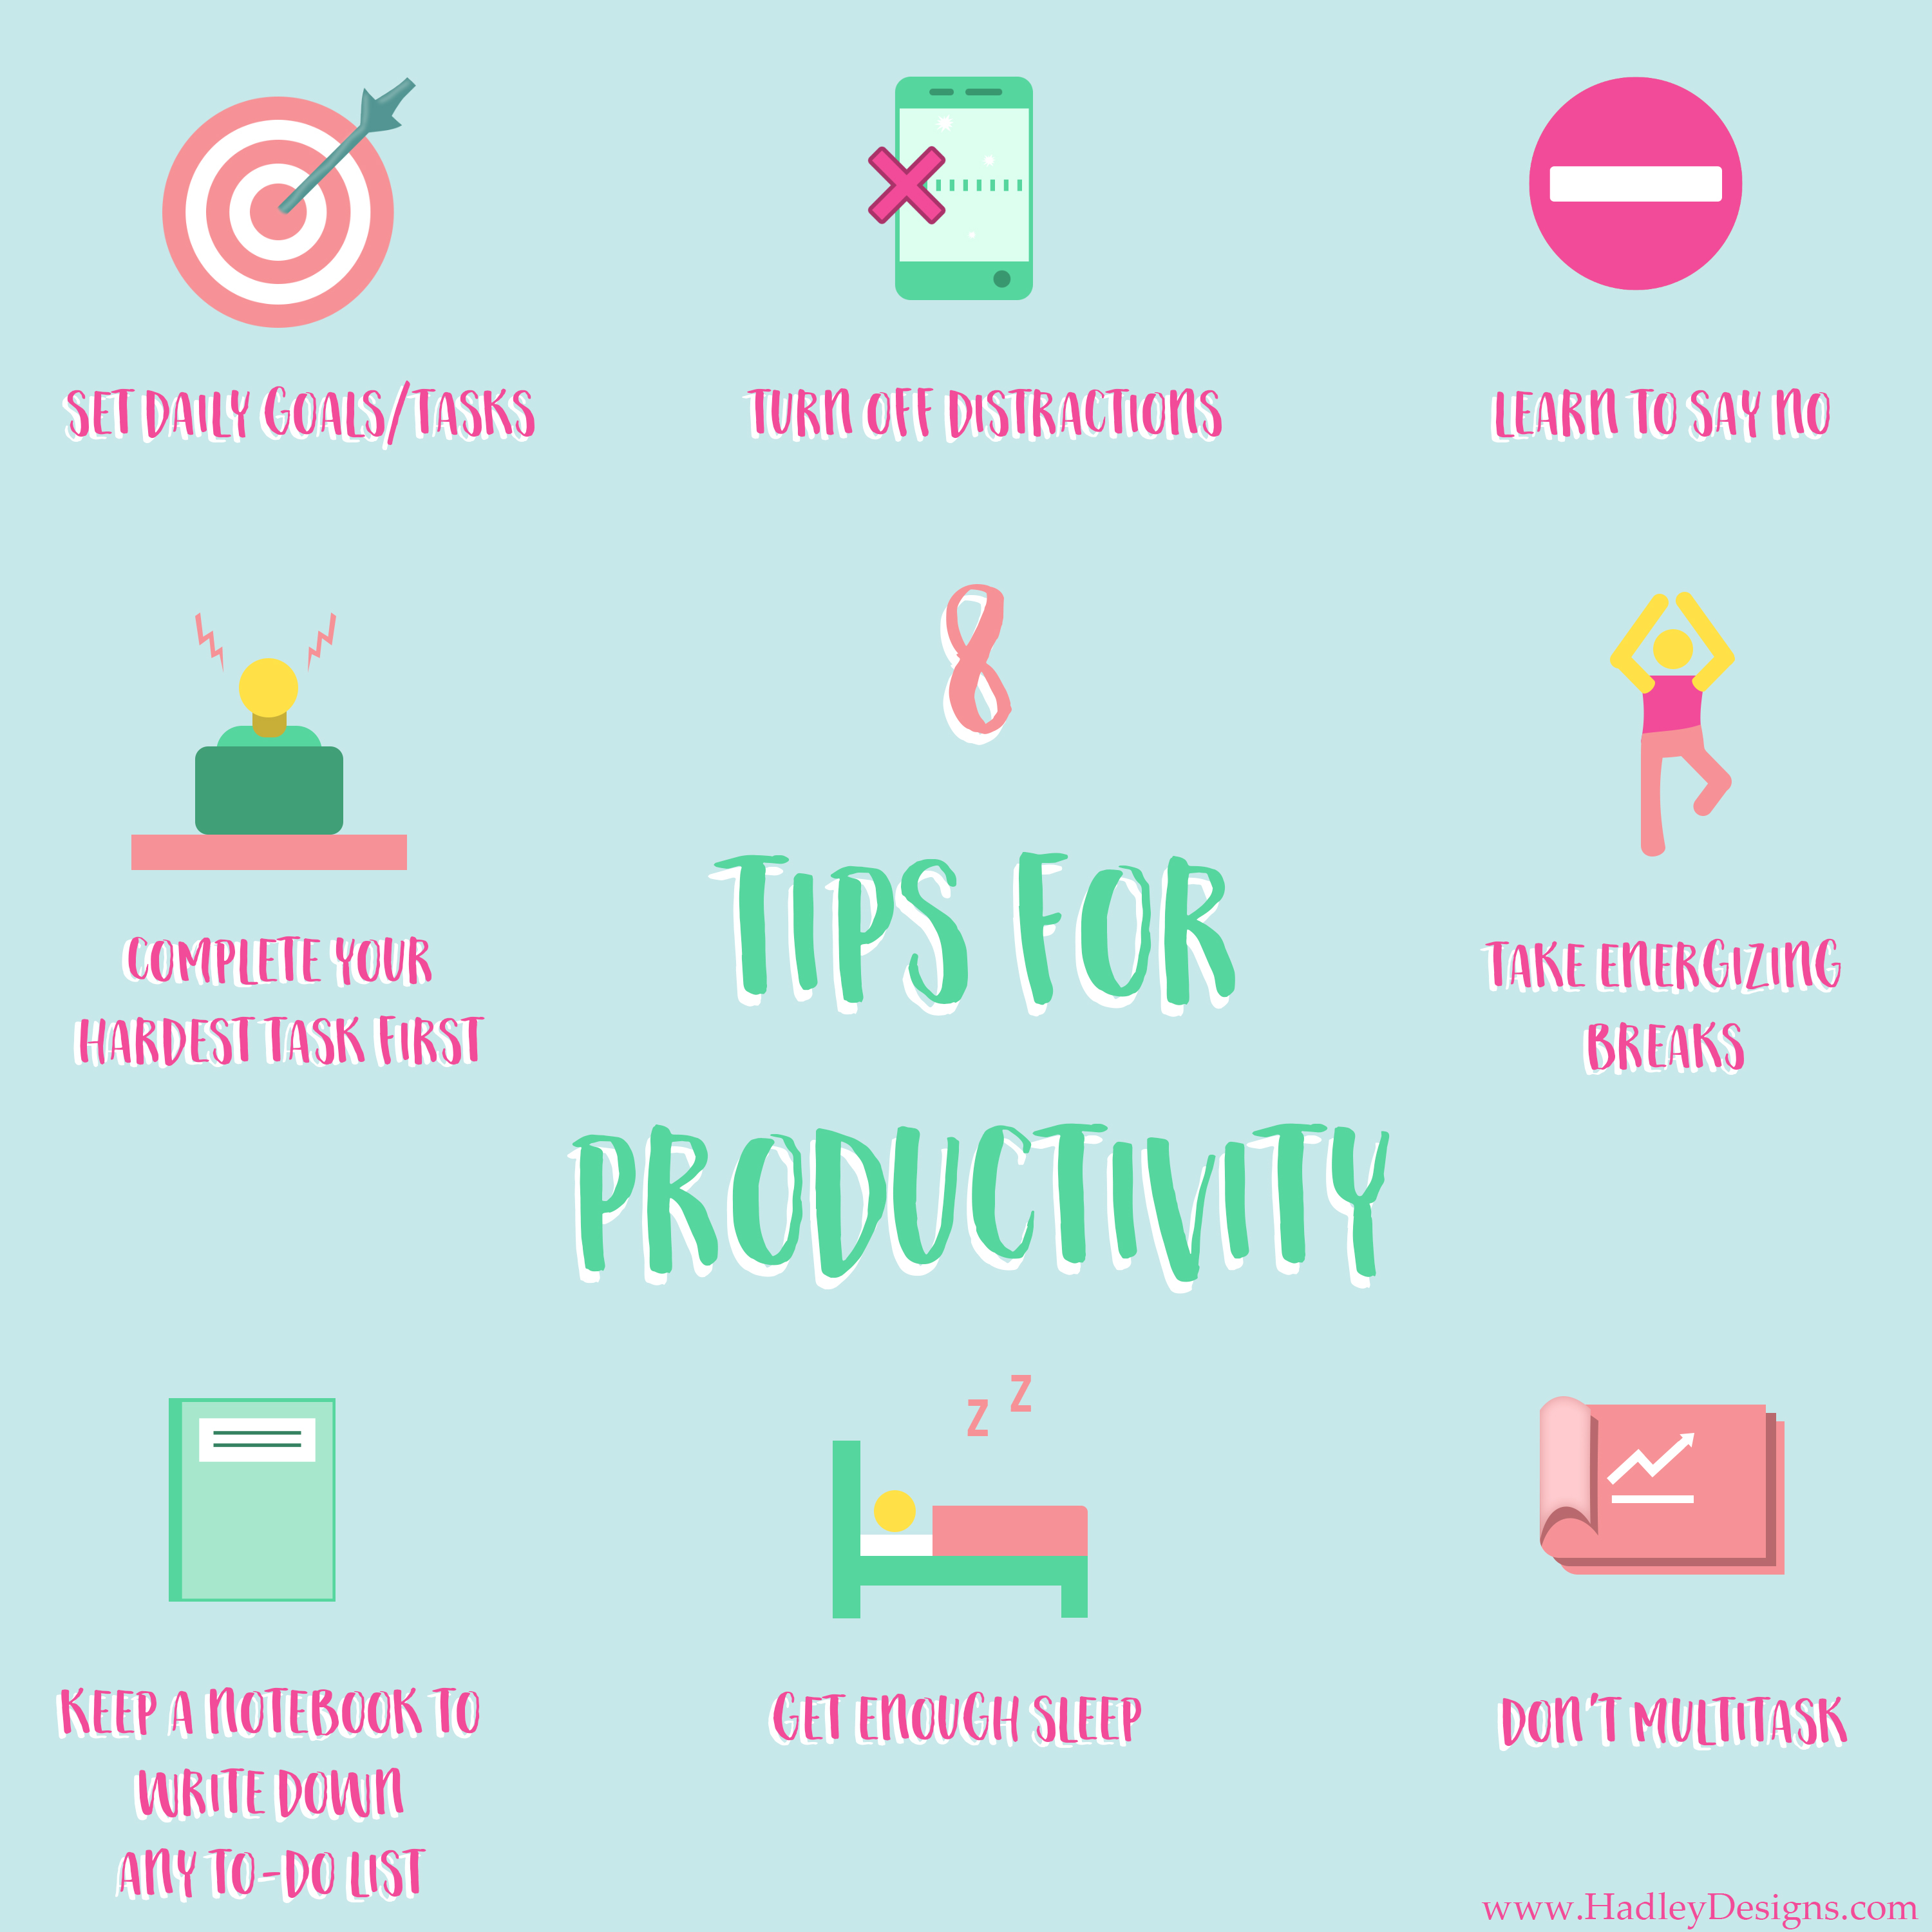 SET DAILY GOALS/TASKS
TURN OFF DISTRACTIONS
LEARN TO SAY NO
8
TIPS FOR
PRODUCTIVITY
COMPLETE YOUR
HARDEST TASK FIRST
TAKE ENERGIZING
BREAKS
KEEP A NOTEBOOK TO
WRITE DOWN
ANY TO-DO LIST
Z Z
GET ENOUGH SLEEP
DON'T MULTITASK
www.HadleyDesigns.com